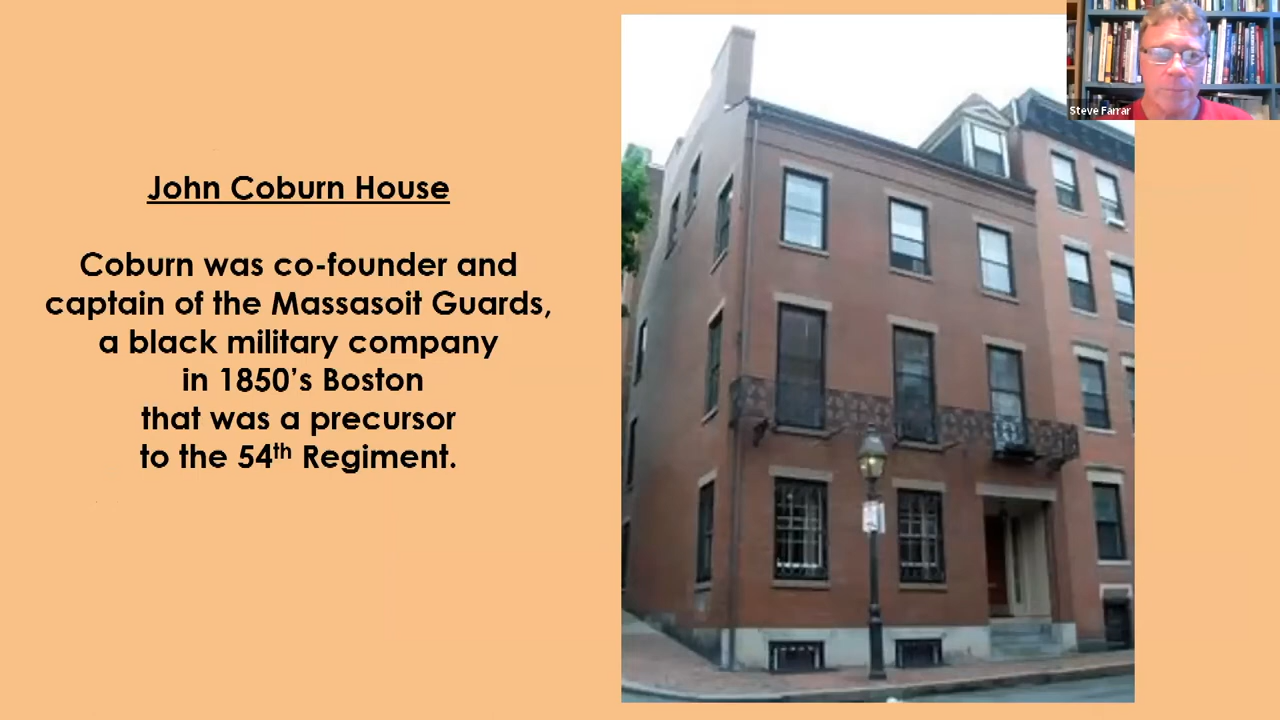 John Coburn House
Coburn was co-founder and
captain of the Massasoit Guards,
a black military company
in 1850's Boston
that was a precursor
to the 54th Regiment.
Steve Farrar